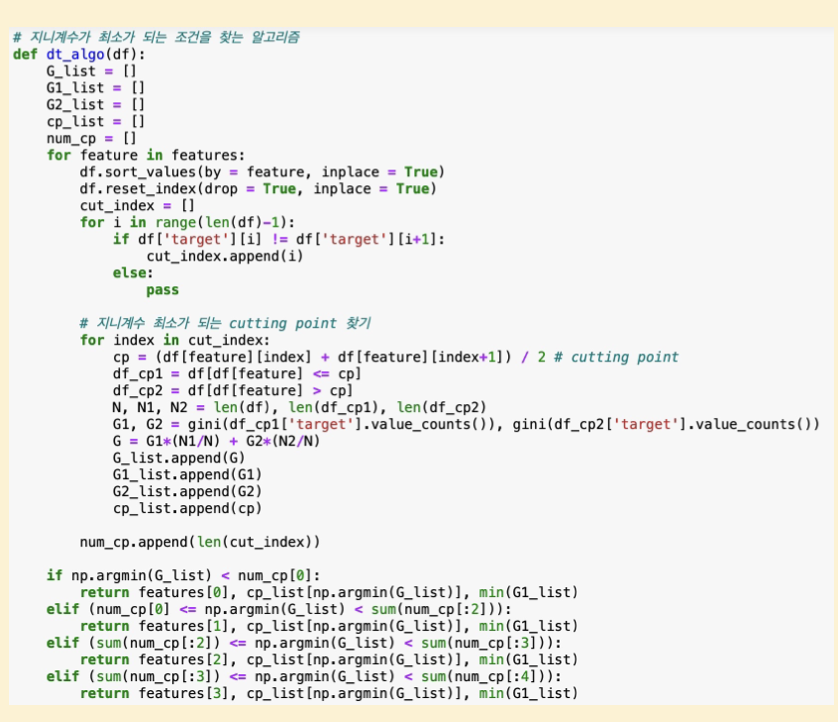 # 지니계수가 최소가 되는 조건을 찾는 알고리즘
def dt_algo(df):
    G_list = []
    G1_list = []
    G2_list = []
    cp_list = []
    num_cp = []
    for feature in features:
        df.sort_values(by = feature, inplace = True)
        df.reset_index(drop = True, inplace = True)
        cut_index = []
        for i in range(len(df)-1):
            if df['target'][i] != df['target'][i+1]:
                cut_index.append(i)
            else:
                pass

        # 지니계수 최소가 되는 cutting point 찾기
        for index in cut_index:
            cp = (df[feature][index] + df[feature][index+1]) / 2 # cutting point
            df_cp1 = df[df[feature] <= cp]
            df_cp2 = df[df[feature] > cp]
            N, N1, N2 = len(df), len(df_cp1), len(df_cp2)
            G1, G2 = gini(df_cp1['target'].value_counts()), gini(df_cp2['target'].value_counts())
            G = G1*(N1/N) + G2*(N2/N)
            G_list.append(G)
            G1_list.append(G1)
            G2_list.append(G2)
            cp_list.append(cp)

        num_cp.append(len(cut_index))

    if np.argmin(G_list) < num_cp[0]:
        return features[0], cp_list[np.argmin(G_list)], min(G1_list)
    elif (num_cp[0] <= np.argmin(G_list) < sum(num_cp[:2])):
        return features[1], cp_list[np.argmin(G_list)], min(G1_list)
    elif (sum(num_cp[:2]) <= np.argmin(G_list) < sum(num_cp[:3])):
        return features[2], cp_list[np.argmin(G_list)], min(G1_list)
    elif (sum(num_cp[:3]) <= np.argmin(G_list) < sum(num_cp[:4])):
        return features[3], cp_list[np.argmin(G_list)], min(G1_list)